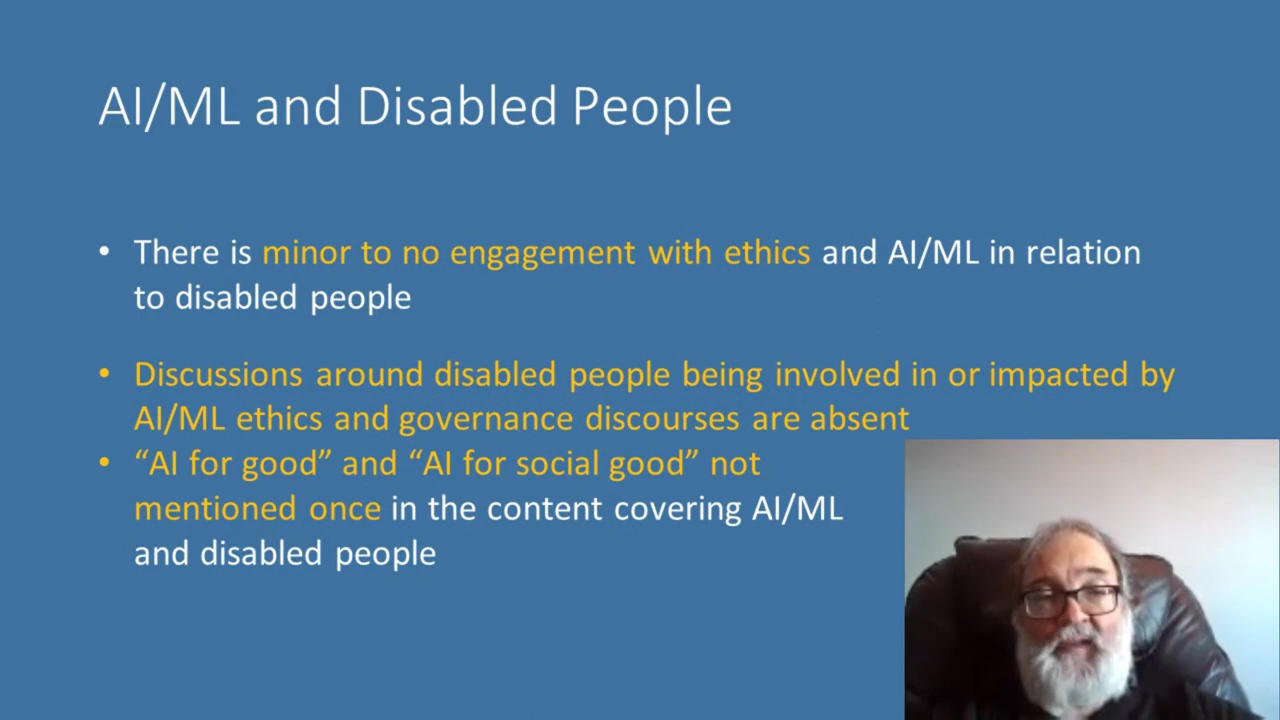 AI/ML and Disabled People
• There is minor to no engagement with ethics and AI/ML in relation
to disabled people
• Discussions around disabled people being involved in or impacted by
AI/ML ethics and governance discourses are absent
• “AI for good” and “AI for social good” not
mentioned once in the content covering AI/ML
and disabled people